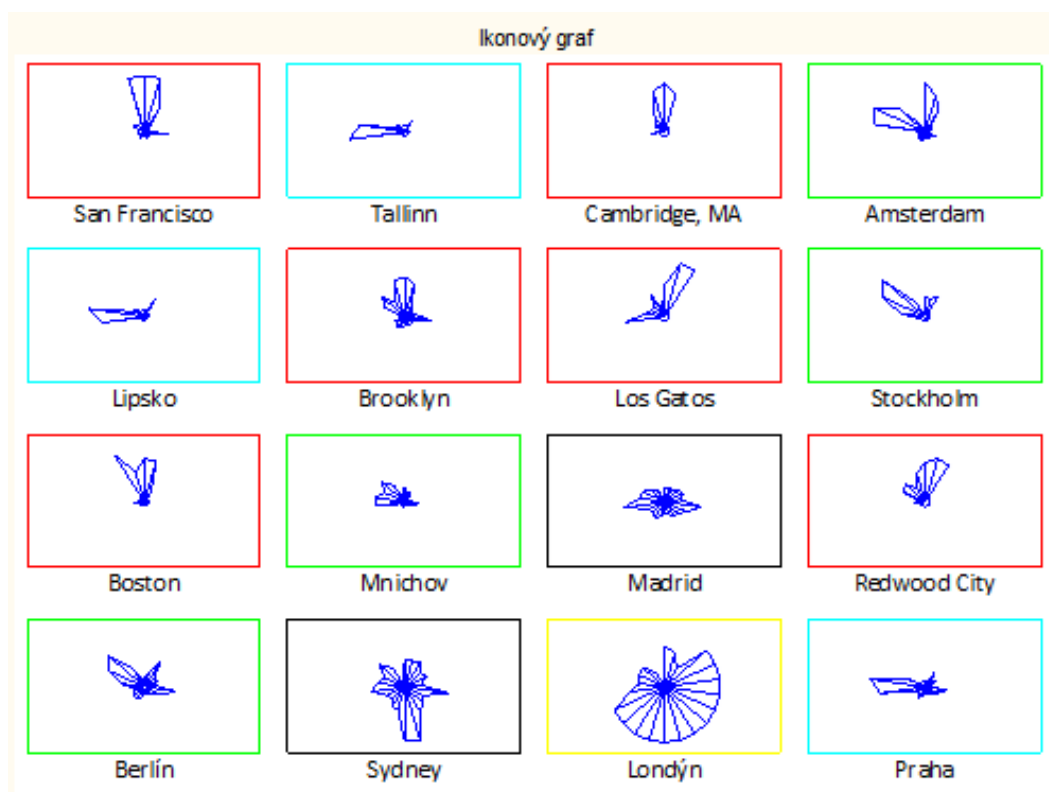 Ikonový graf
San Francisco
Tallinn
Cambridge, MA
Amsterdam
Lipsko
Brooklyn
Los Gatos
Stockholm
Boston
Mnichov
Madrid
Redwood City
Berlín
Sydney
Londýn
Praha